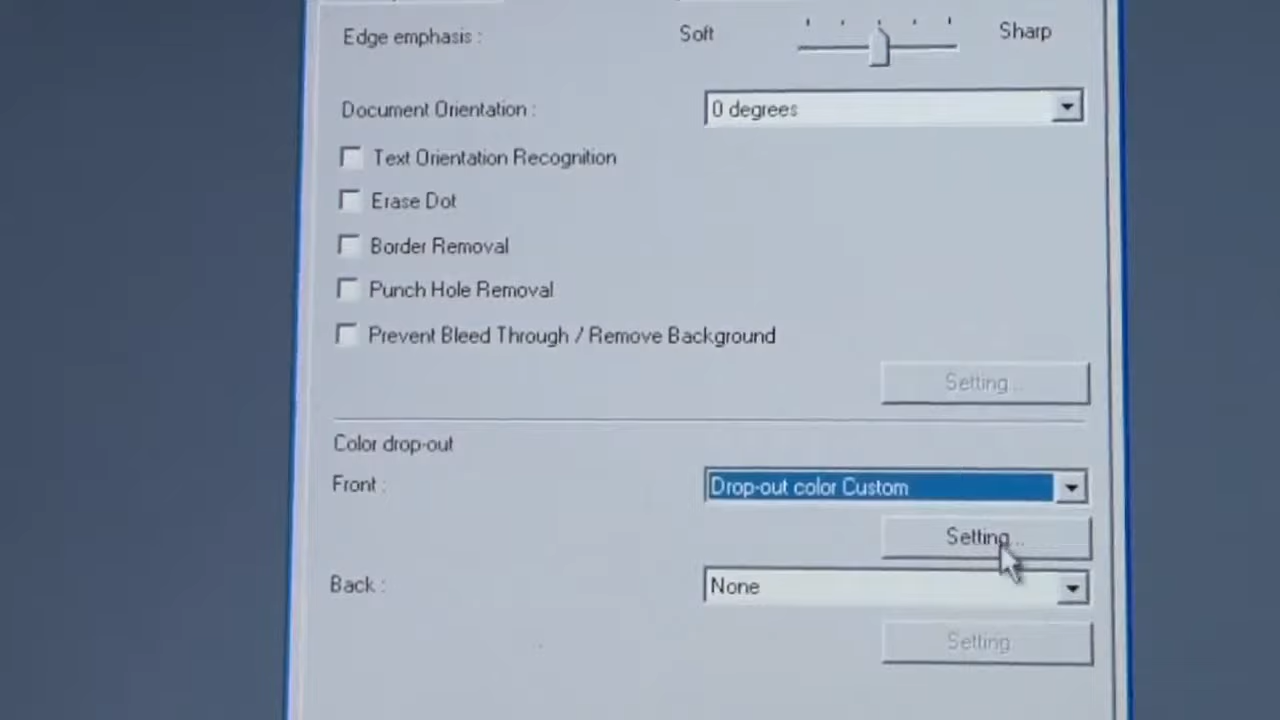 Edge emphasis :
Soft
Sharp
Document Orientation :
0 degrees
Text Orientation Recognition
Erase Dot
Border Removal
Punch Hole Removal
Prevent Bleed Through / Remove Background
Setting...
Color drop-out
Front :
Drop-out color Custom
Setting...
Back :
None
Setting